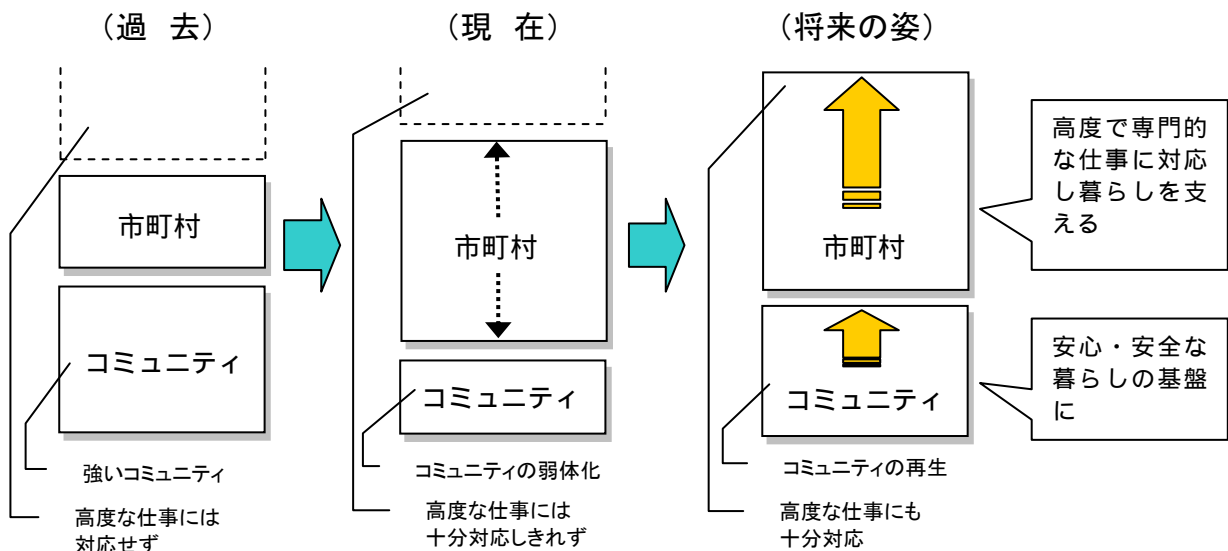 （過 去）
（現 在）
（将来の姿）
市町村
コミュニティ
強いコミュニティ
高度な仕事には
対応せず
市町村
コミュニティ
コミュニティの弱体化
高度な仕事には
十分対応しきれず
市町村
コミュニティ
コミュニティの再生
高度な仕事にも
十分対応
高度で専門的
な仕事に対応
し暮らしを支
える
安心・安全な
暮らしの基盤
に